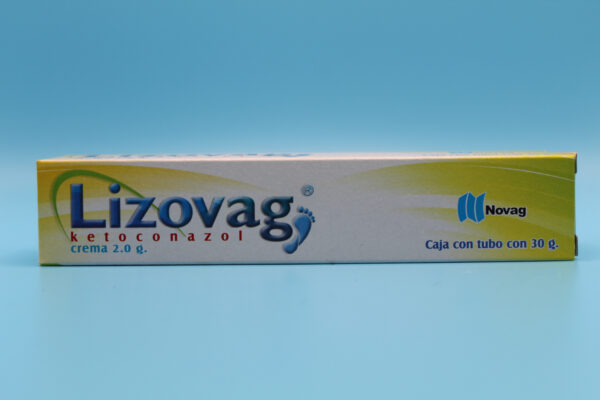 Lizovag®
ketoconazol
crema 2.0 g.
Novag
Caja con tubo con 30 g.